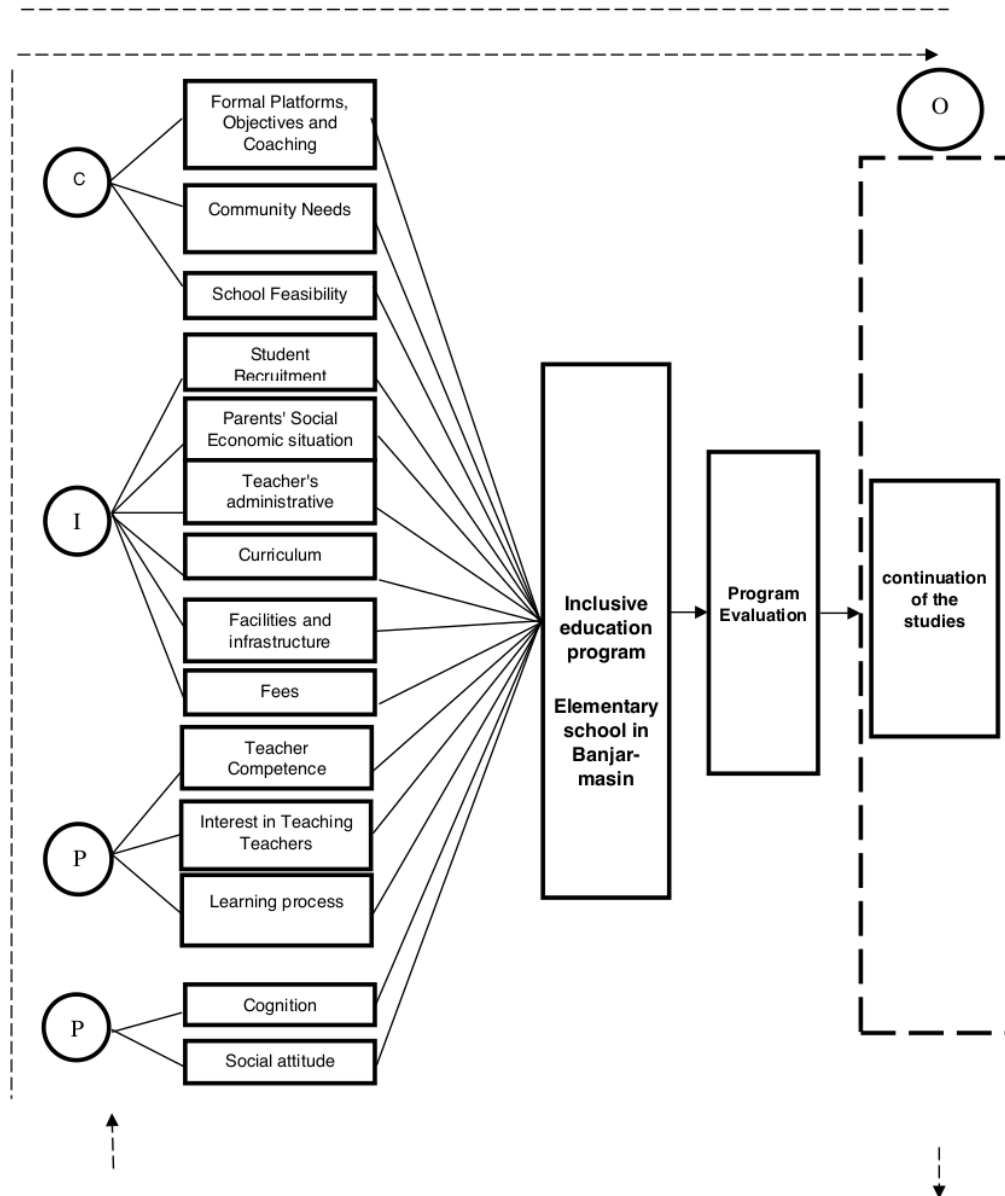 O
C
Formal Platforms,
Objectives and
Coaching
Community Needs
School Feasibility
I
Student
Recruitment
Parents' Social
Economic situation
Teacher's
administrative
Curriculum
Facilities and
infrastructure
Fees
P
Teacher
Competence
Interest in Teaching
Teachers
Learning process
P
Cognition
Social attitude
Inclusive
education
program
Elementary
school in
Banjar-
masin
Program
Evaluation
continuation
of the
studies